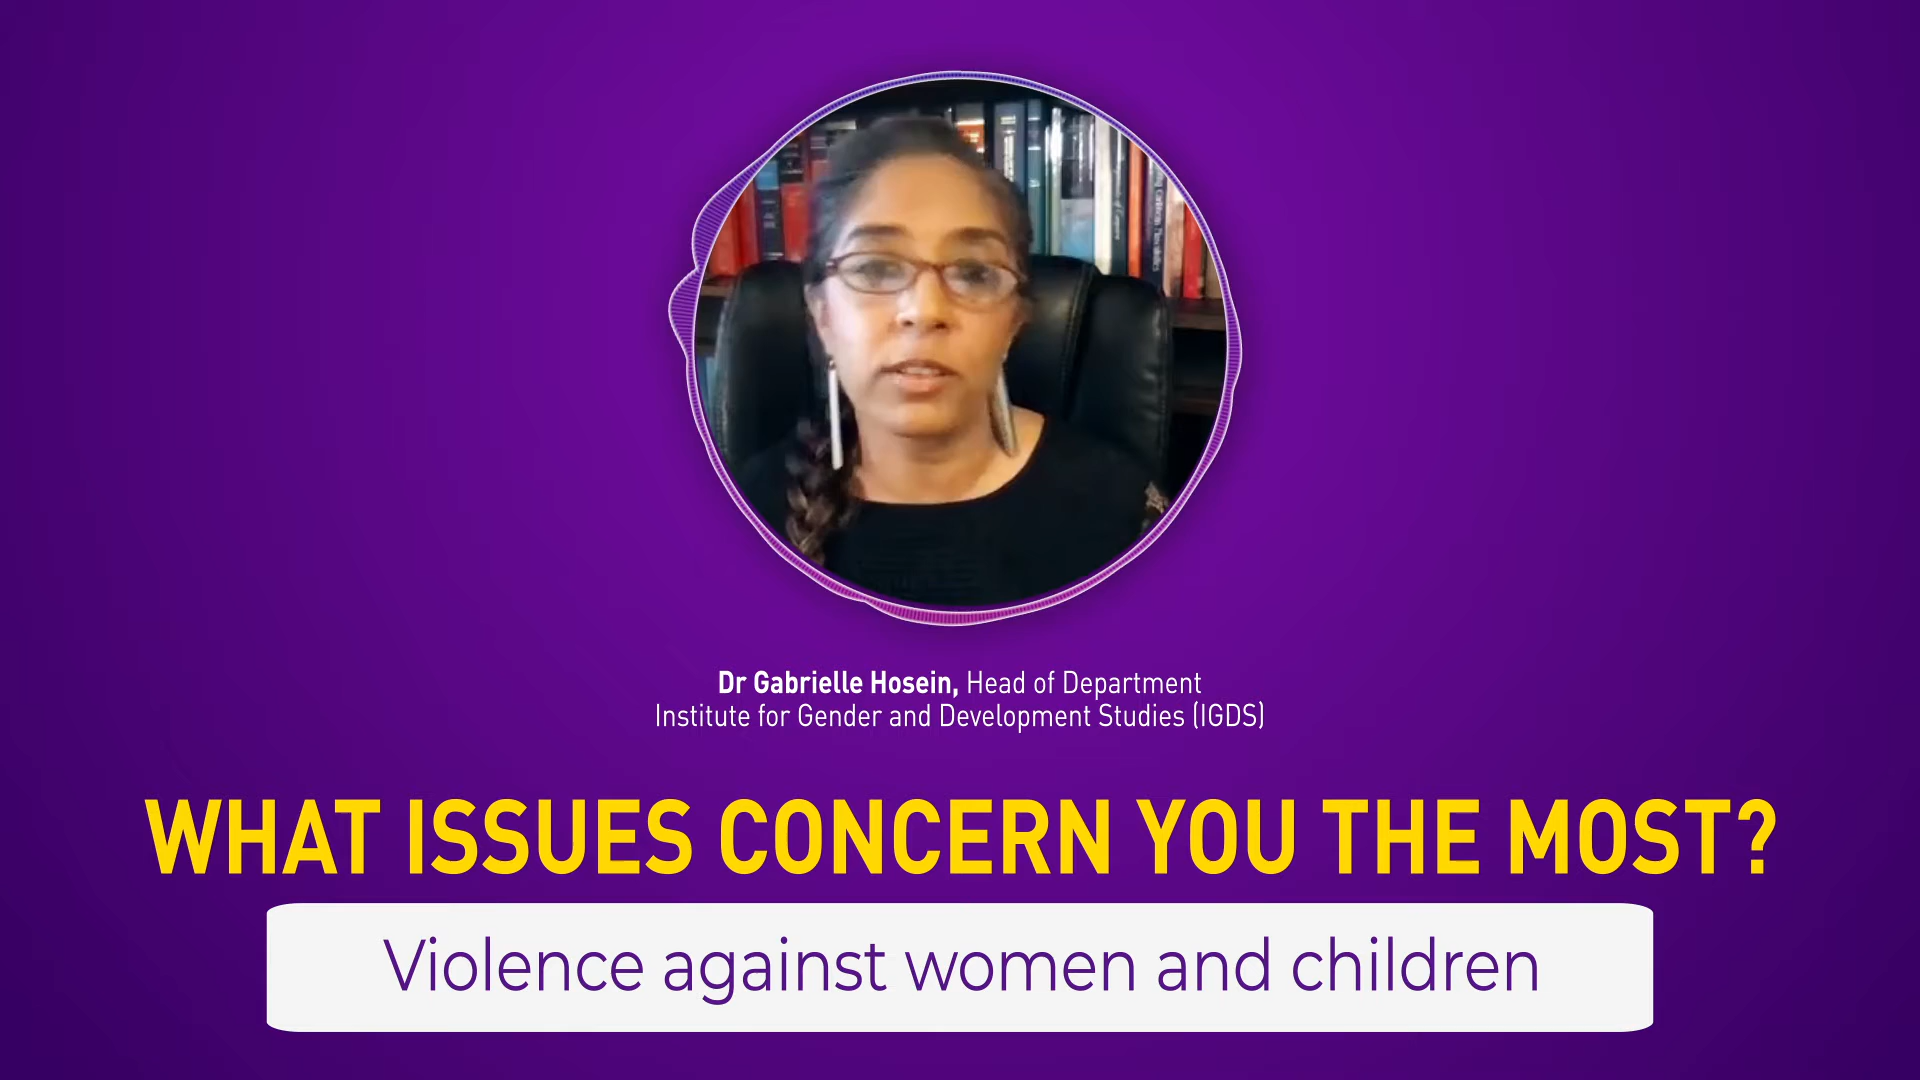 Dr Gabrielle Hosein, Head of Department
Institute for Gender and Development Studies (IGDS)
WHAT ISSUES CONCERN YOU THE MOST?
Violence against women and children